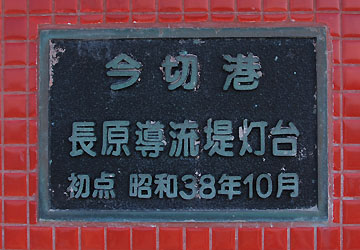 今切港
長原導流堤灯台
初点 昭和38年10月